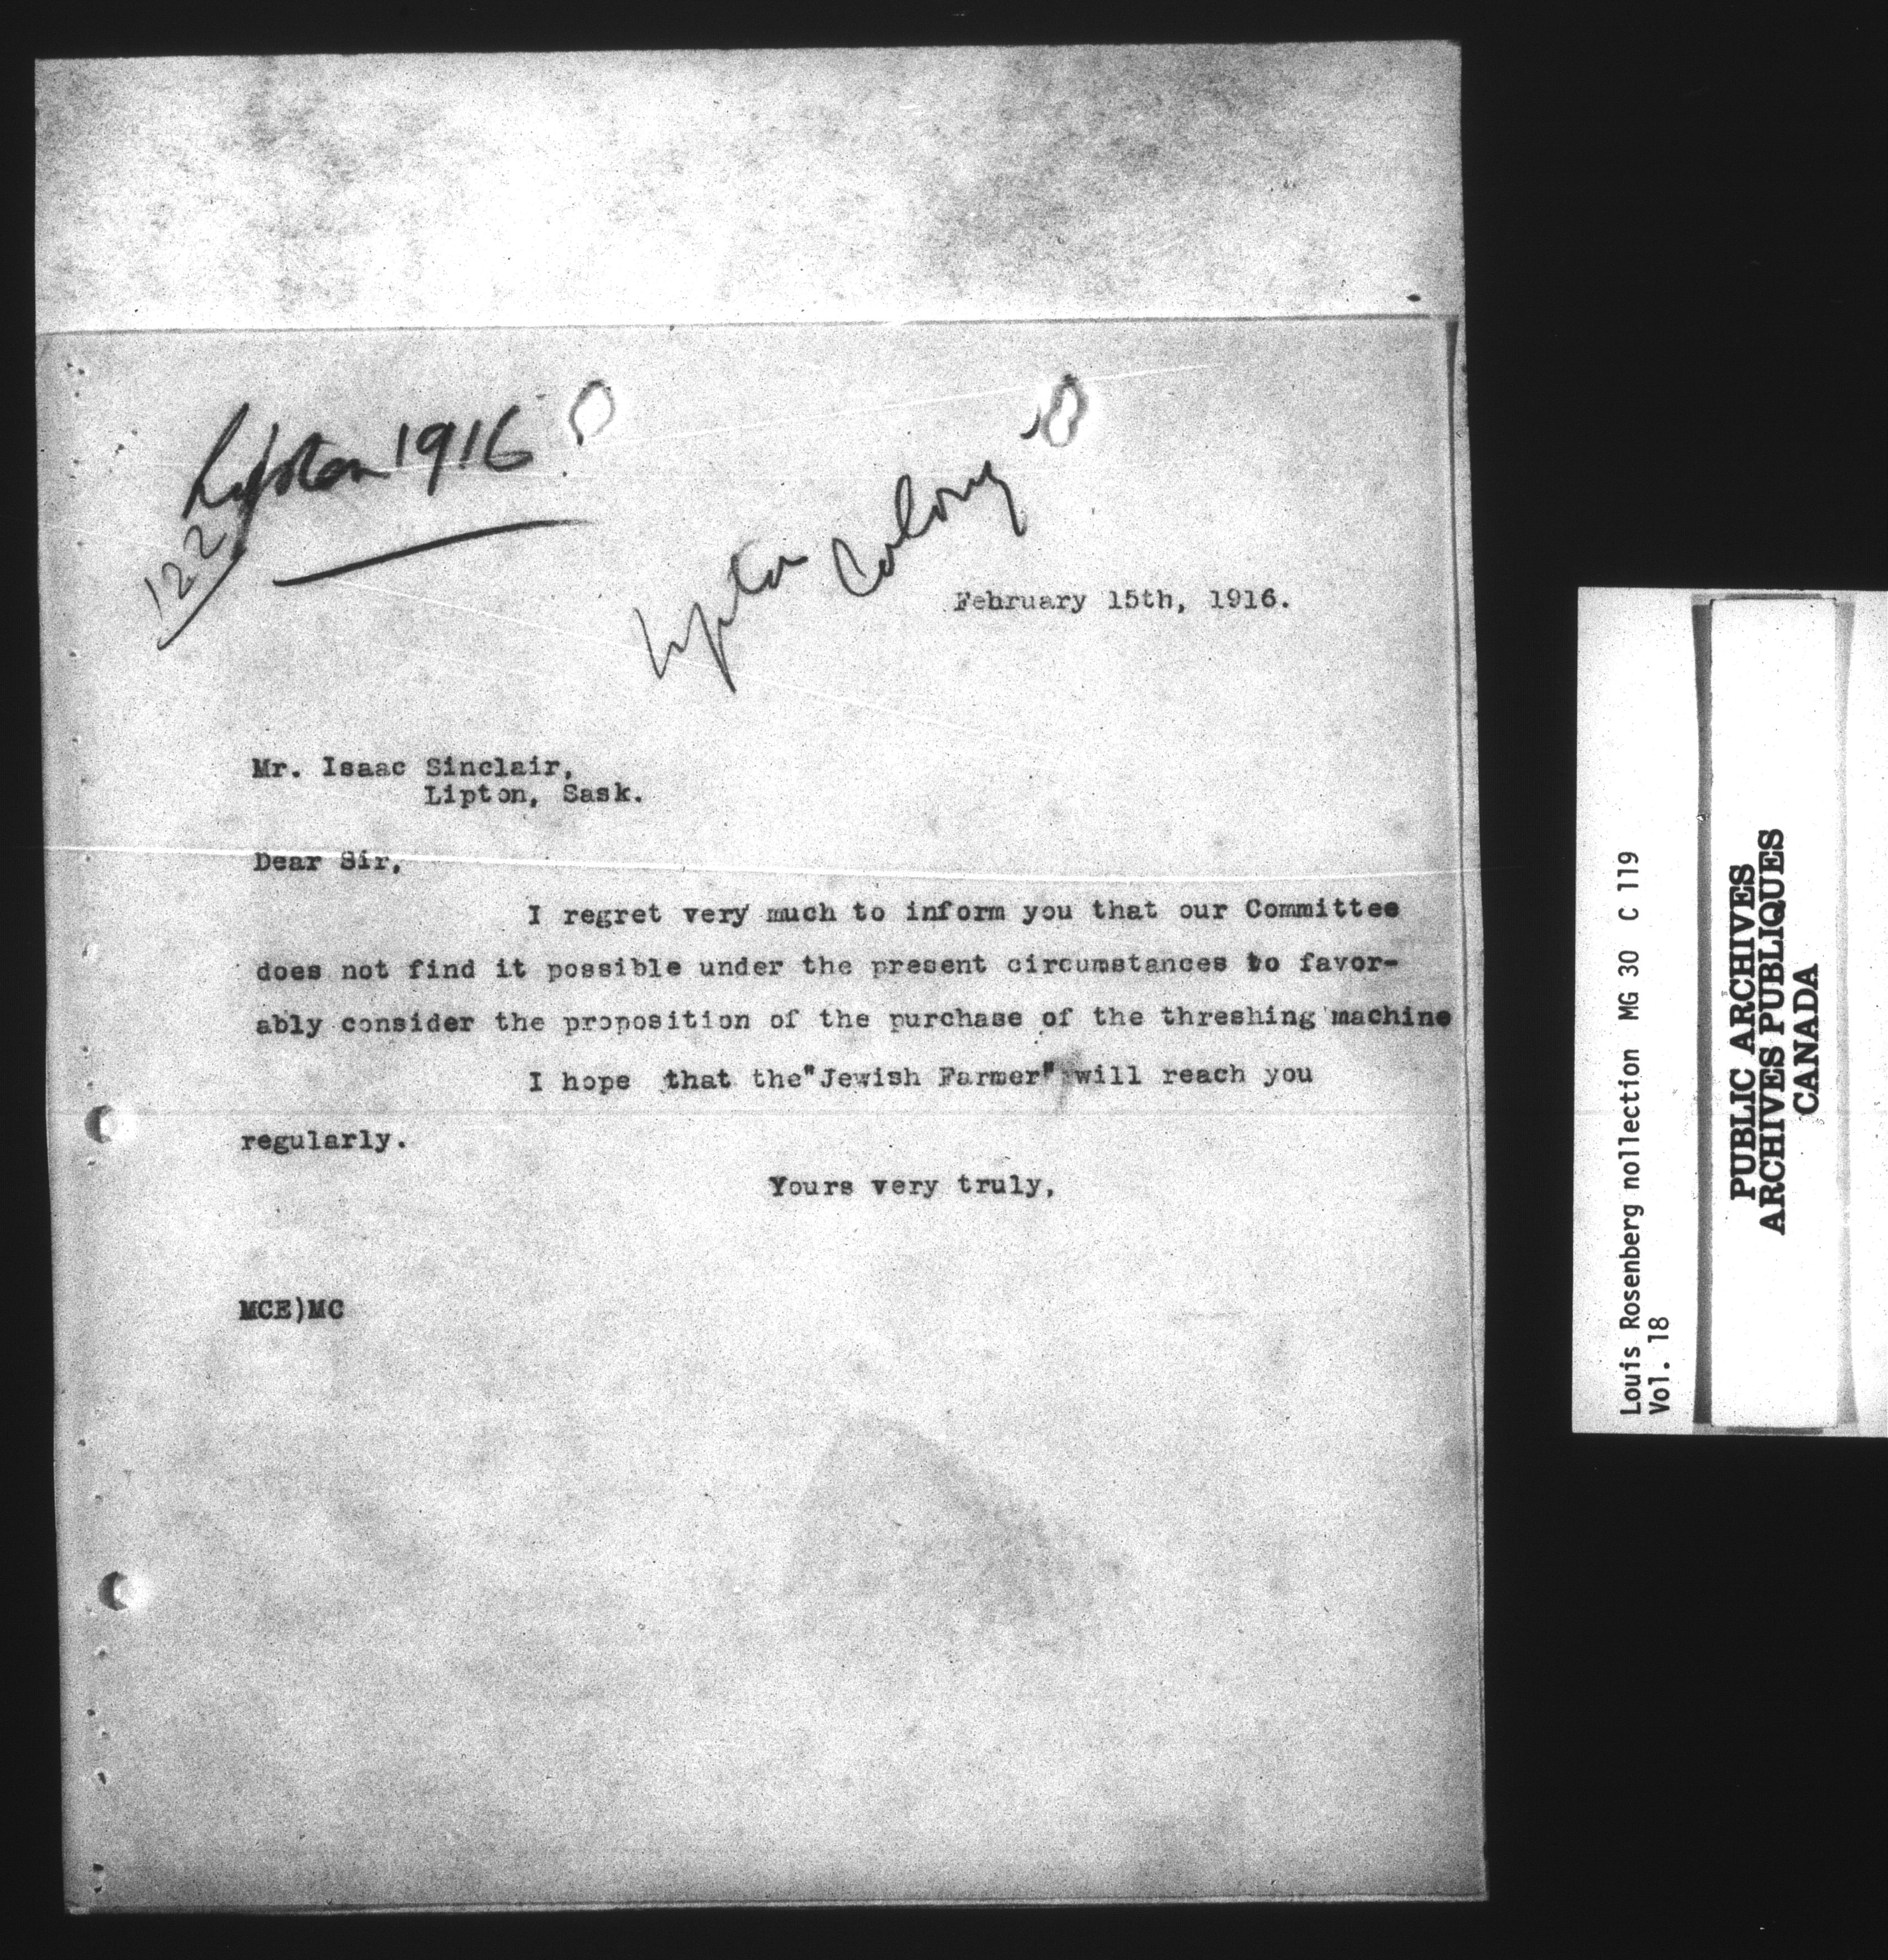 Lipton 1916
122
Lipton Colony
February 15th, 1916.
Mr. Isaac Sinclair,
Lipton, Sask.
Dear Sir,
I regret very much to inform you that our Committee
does not find it possible under the present circumstances to favor-
ably consider the proposition of the purchase of the threshing machine
I hope that the "Jewish Farmer" will reach you
regularly.
Yours very truly,
MCE)MC
Louis Rosenberg nollection MG 30 C 119
Vol. 18
PUBLIC ARCHIVES
ARCHIVES PUBLIQUES
CANADA